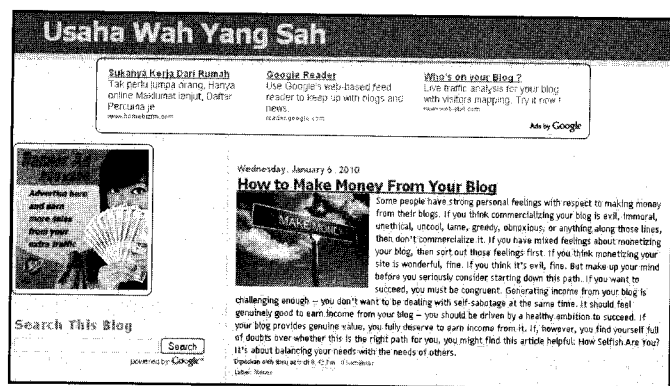 Usaha Wah Yang Sah
Sukanya Kerja Dari Rumah
Tak perlu jumpa orang, Hanya
online Maklumat lanjut, Daftar
Percuma je
Google Reader
Use Google's web-based feed
reader to keep up with blogs and
news.
reader.google.com
Who's on your Blog ?
Live traffic analysis for your blog
with visitors mapping. Try it now !
Ads by Google
Advertise here
and earn
more sales
from your
extra traffic
Search This Blog
Search
powered by Google
Wednesday, January 6, 2010
How to Make Money From Your Blog
Some people have strong personal feelings with respect to making money
from their blogs. If you think commercializing your blog is evil, immoral,
unethical, uncool, lame, greedy, obnoxious, or anything along those lines,
then don't commercialize it. If you have mixed feelings about monetizing
your blog, then sort out those feelings first. If you think monetizing your
site is wonderful, fine. If you think it's evil, fine. But make up your mind
before you seriously consider starting down this path. If you want to
succeed, you must be congruent. Generating income from your blog is
challenging enough — you don't want to be dealing with self-sabotage at the same time. It should feel
genuinely good to earn income from your blog — you should be driven by a healthy ambition to succeed. If
your blog provides genuine value, you fully deserve to earn income from it. If, however, you find yourself full
of doubts over whether this is the right path for you, you might find this article helpful: How Selfish Are You?
It's about balancing your needs with the needs of others.